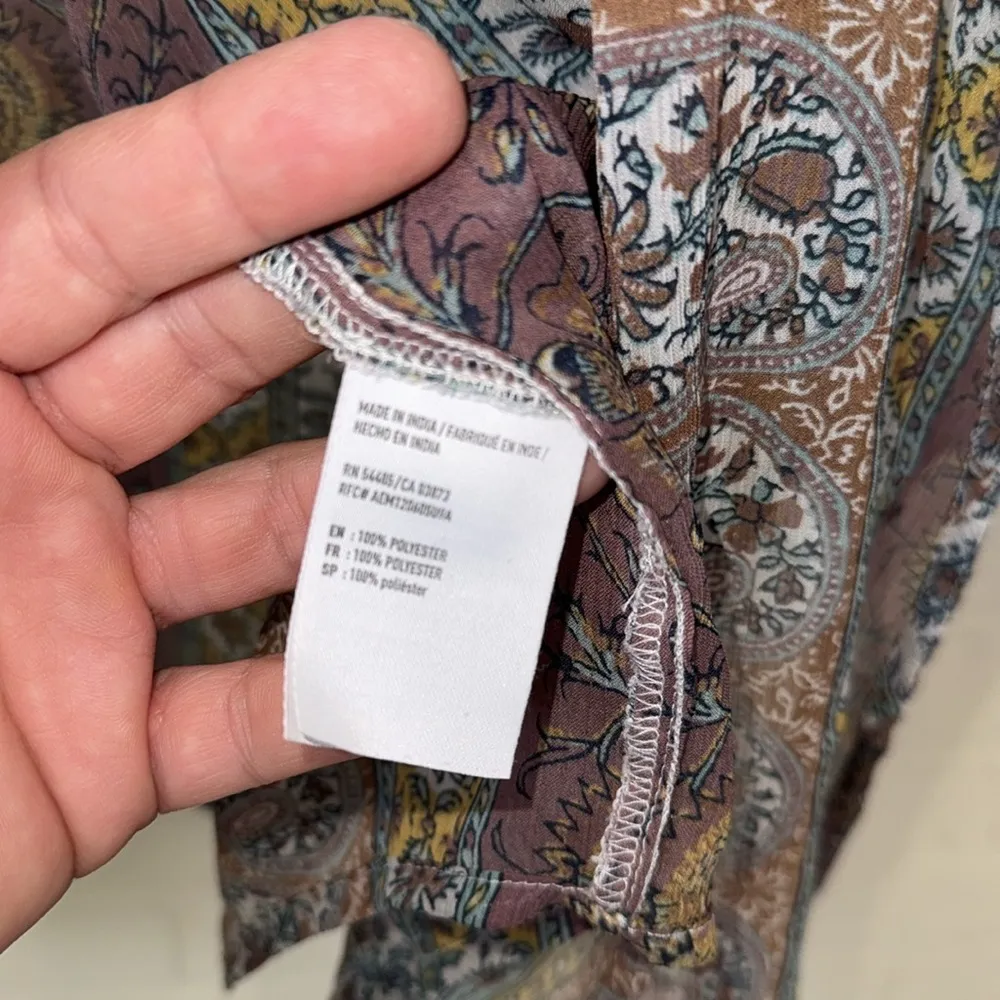 MADE IN INDIA / FABRIQUÉ EN INDE /
HECHO EN INDIA
RN 54485/CA 03873
RFC# AEM12060509A
EN : 100% POLYESTER
FR : 100% POLYESTER
SP : 100% poliéster